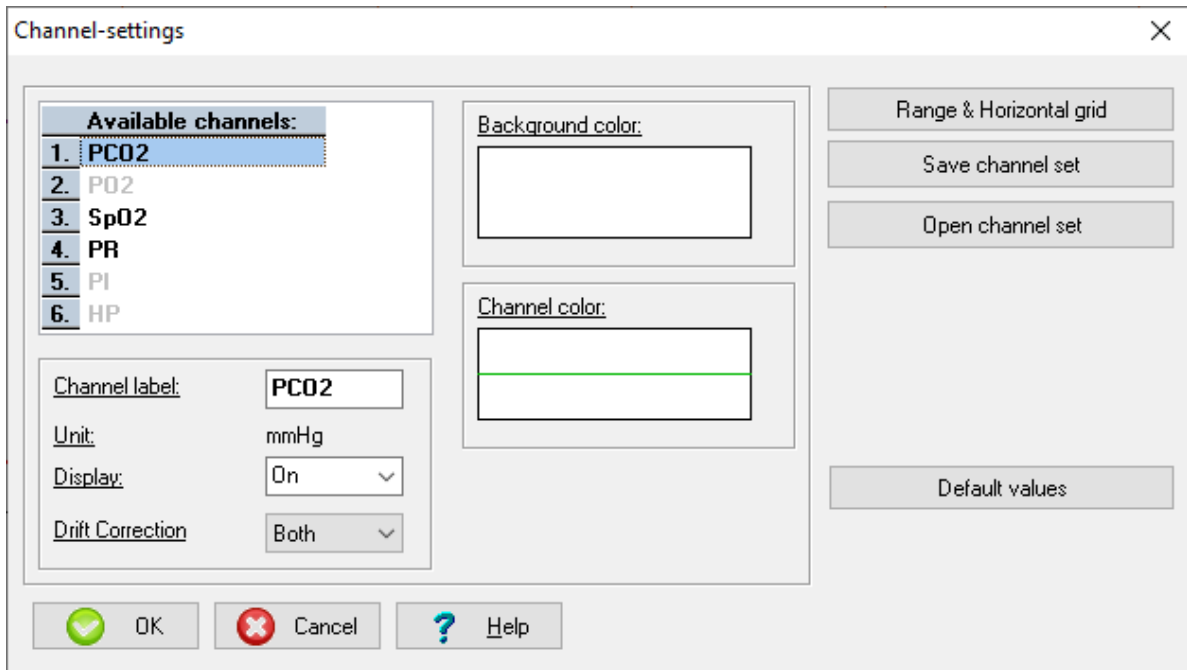 Channel-settings
Available channels:
1. PCO2
2. PO2
3. SpO2
4. PR
5. PI
6. HP
Channel label: PCO2
Unit: mmHg
Display: On
Drift Correction Both
Background color:
Channel color:
Range & Horizontal grid
Save channel set
Open channel set
Default values
OK
Cancel
? Help